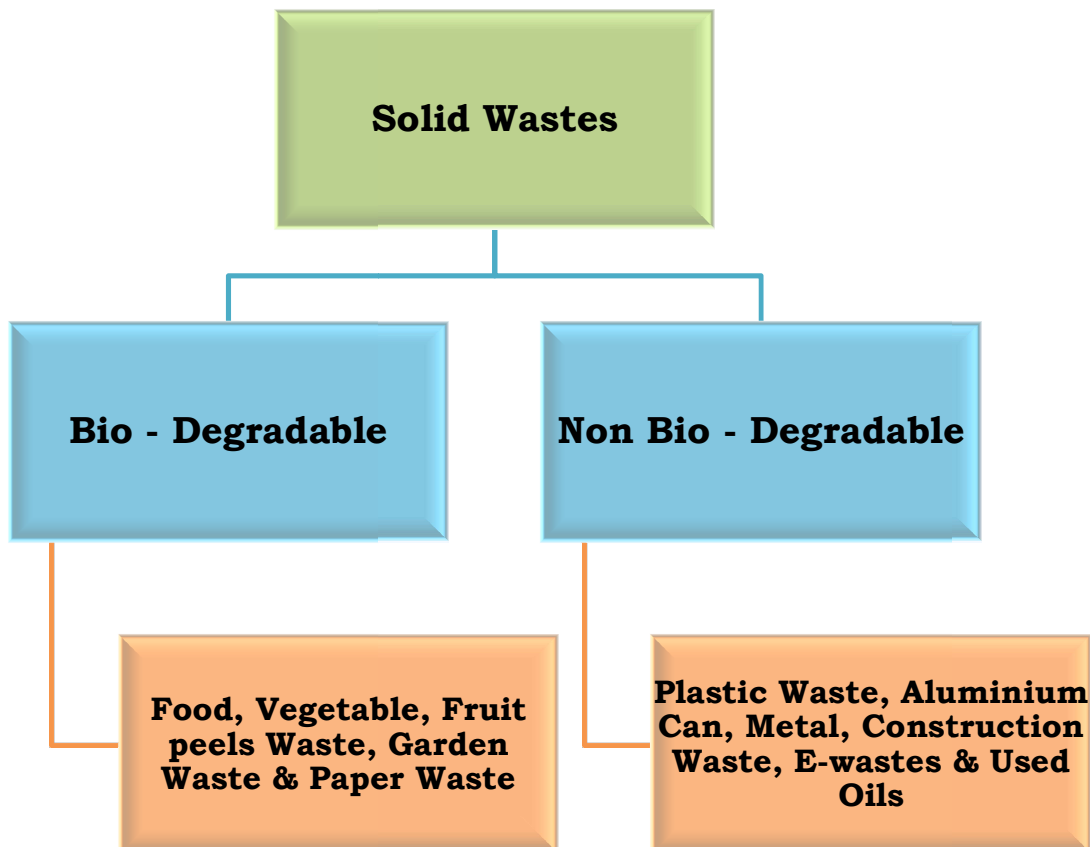 Solid Wastes
Bio - Degradable
Non Bio - Degradable
Food, Vegetable, Fruit
peels Waste, Garden
Waste & Paper Waste
Plastic Waste, Aluminium
Can, Metal, Construction
Waste, E-wastes & Used
Oils